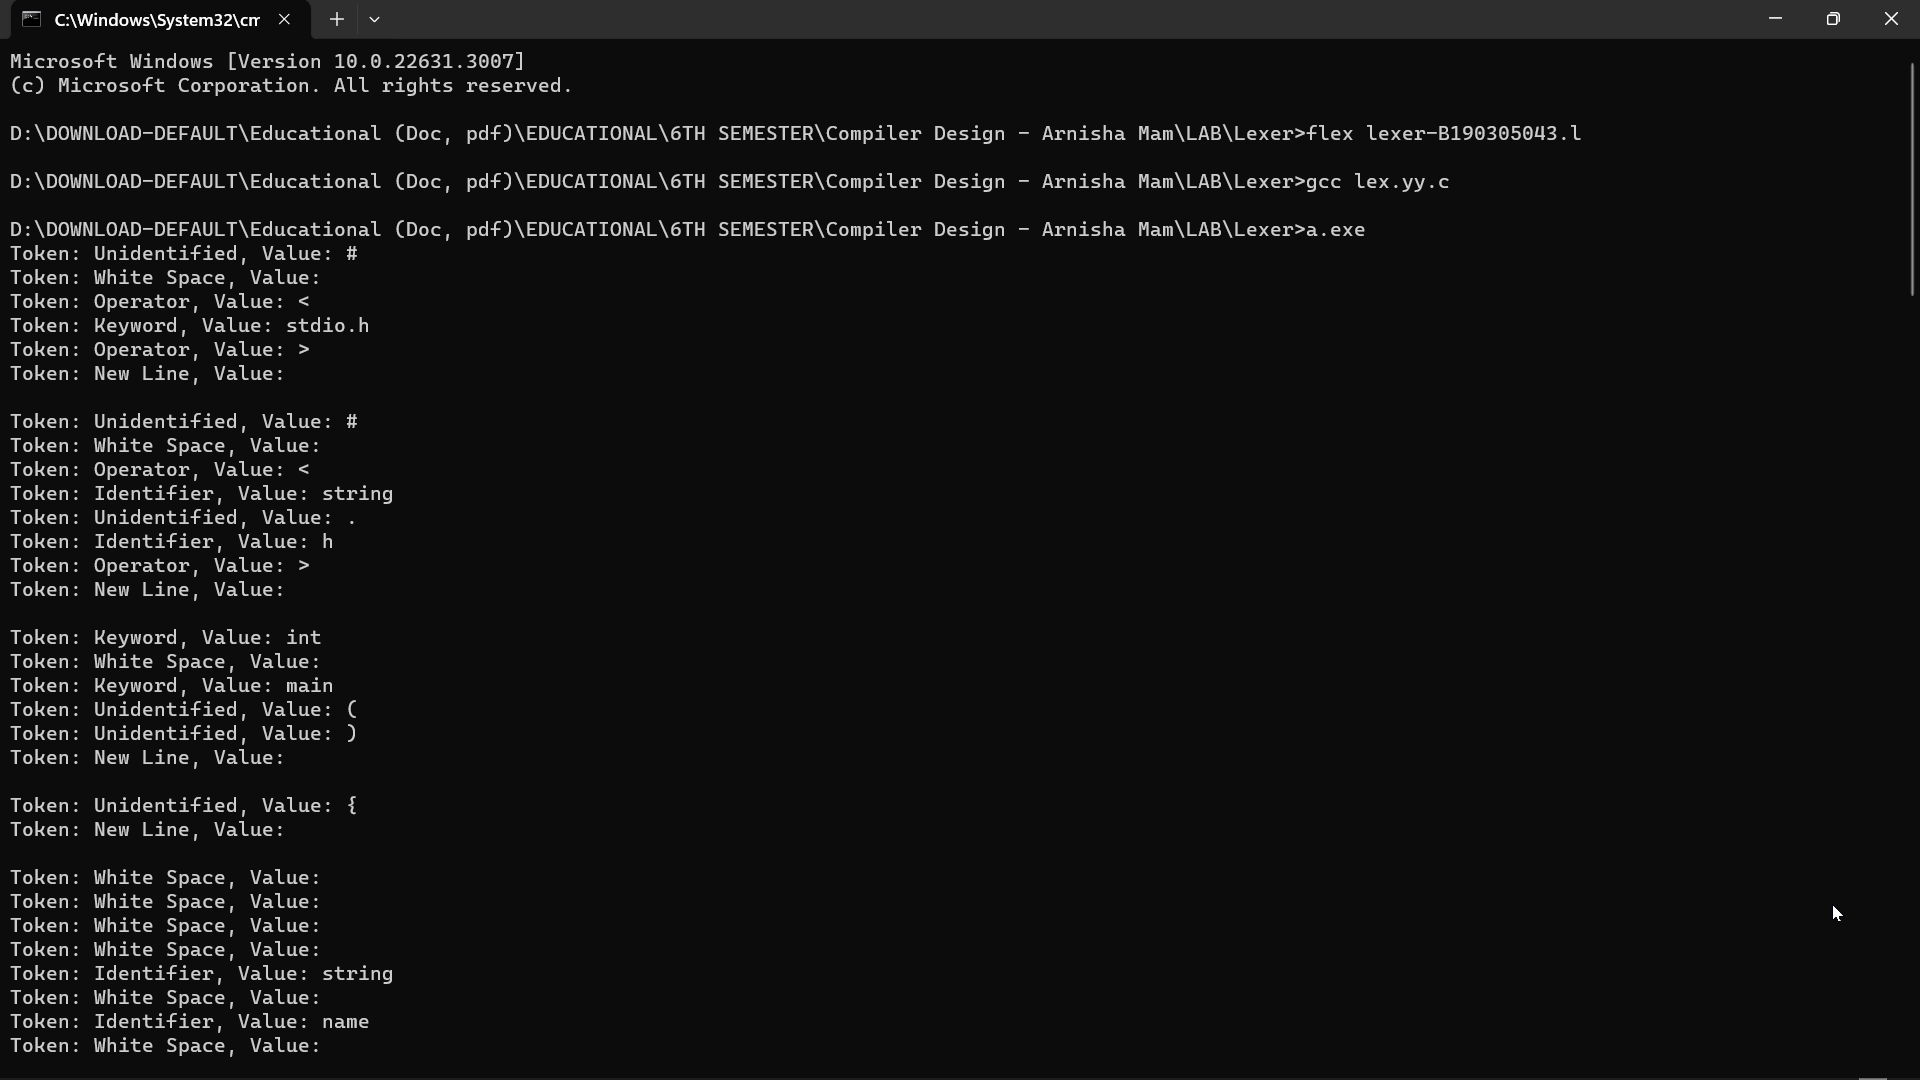 C:\Windows\System32\cm
Microsoft Windows [Version 10.0.22631.3007]
(c) Microsoft Corporation. All rights reserved.
D:\DOWNLOAD-DEFAULT\Educational (Doc, pdf)\EDUCATIONAL\6TH SEMESTER\Compiler Design - Arnisha Mam\LAB\Lexer>flex lexer-B190305043.l
D:\DOWNLOAD-DEFAULT\Educational (Doc, pdf)\EDUCATIONAL\6TH SEMESTER\Compiler Design - Arnisha Mam\LAB\Lexer>gcc lex.yy.c
D:\DOWNLOAD-DEFAULT\Educational (Doc, pdf)\EDUCATIONAL\6TH SEMESTER\Compiler Design - Arnisha Mam\LAB\Lexer>a.exe
Token: Unidentified, Value: #
Token: White Space, Value:
Token: Operator, Value: <
Token: Keyword, Value: stdio.h
Token: Operator, Value: >
Token: New Line, Value:
Token: Unidentified, Value: #
Token: White Space, Value:
Token: Operator, Value: <
Token: Identifier, Value: string
Token: Unidentified, Value: .
Token: Identifier, Value: h
Token: Operator, Value: >
Token: New Line, Value:
Token: Keyword, Value: int
Token: White Space, Value:
Token: Keyword, Value: main
Token: Unidentified, Value: (
Token: Unidentified, Value: )
Token: New Line, Value:
Token: Unidentified, Value: {
Token: New Line, Value:
Token: White Space, Value:
Token: White Space, Value:
Token: White Space, Value:
Token: White Space, Value:
Token: Identifier, Value: string
Token: White Space, Value:
Token: Identifier, Value: name
Token: White Space, Value: